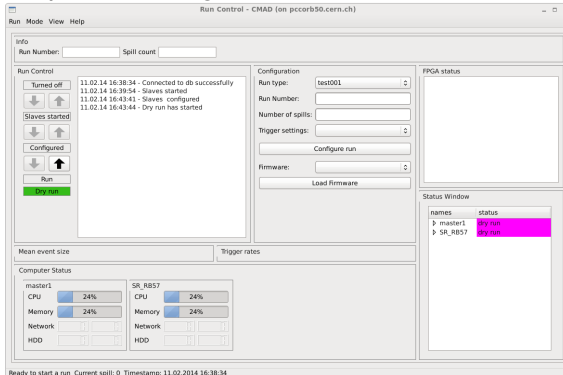 Run Control - CMAD (on pccorb50.cern.ch)
Run Mode View Help
Info
Run Number: Spill count
Run Control
Turned off
Slaves started
Configured
Run
Dry run
11.02.14 16:38:34 - Connected to db successfully
11.02.14 16:39:54 - Slaves started
11.02.14 16:43:41 - Slaves configured
11.02.14 16:43:44 - Dry run has started
Configuration
Run type: test001
Run Number:
Number of spills:
Trigger settings:
Configure run
Firmware:
Load Firmware
FPGA status
Status Window
names status
master1 dry run
SR_RB57 dry run
Mean event size
Trigger rates
Computer Status
master1
CPU 24%
Memory 24%
Network
HDD
SR_RB57
CPU 24%
Memory 24%
Network
HDD
Ready to start a run Current spill: 0 Timestamp: 11.02.2014 16:38:34